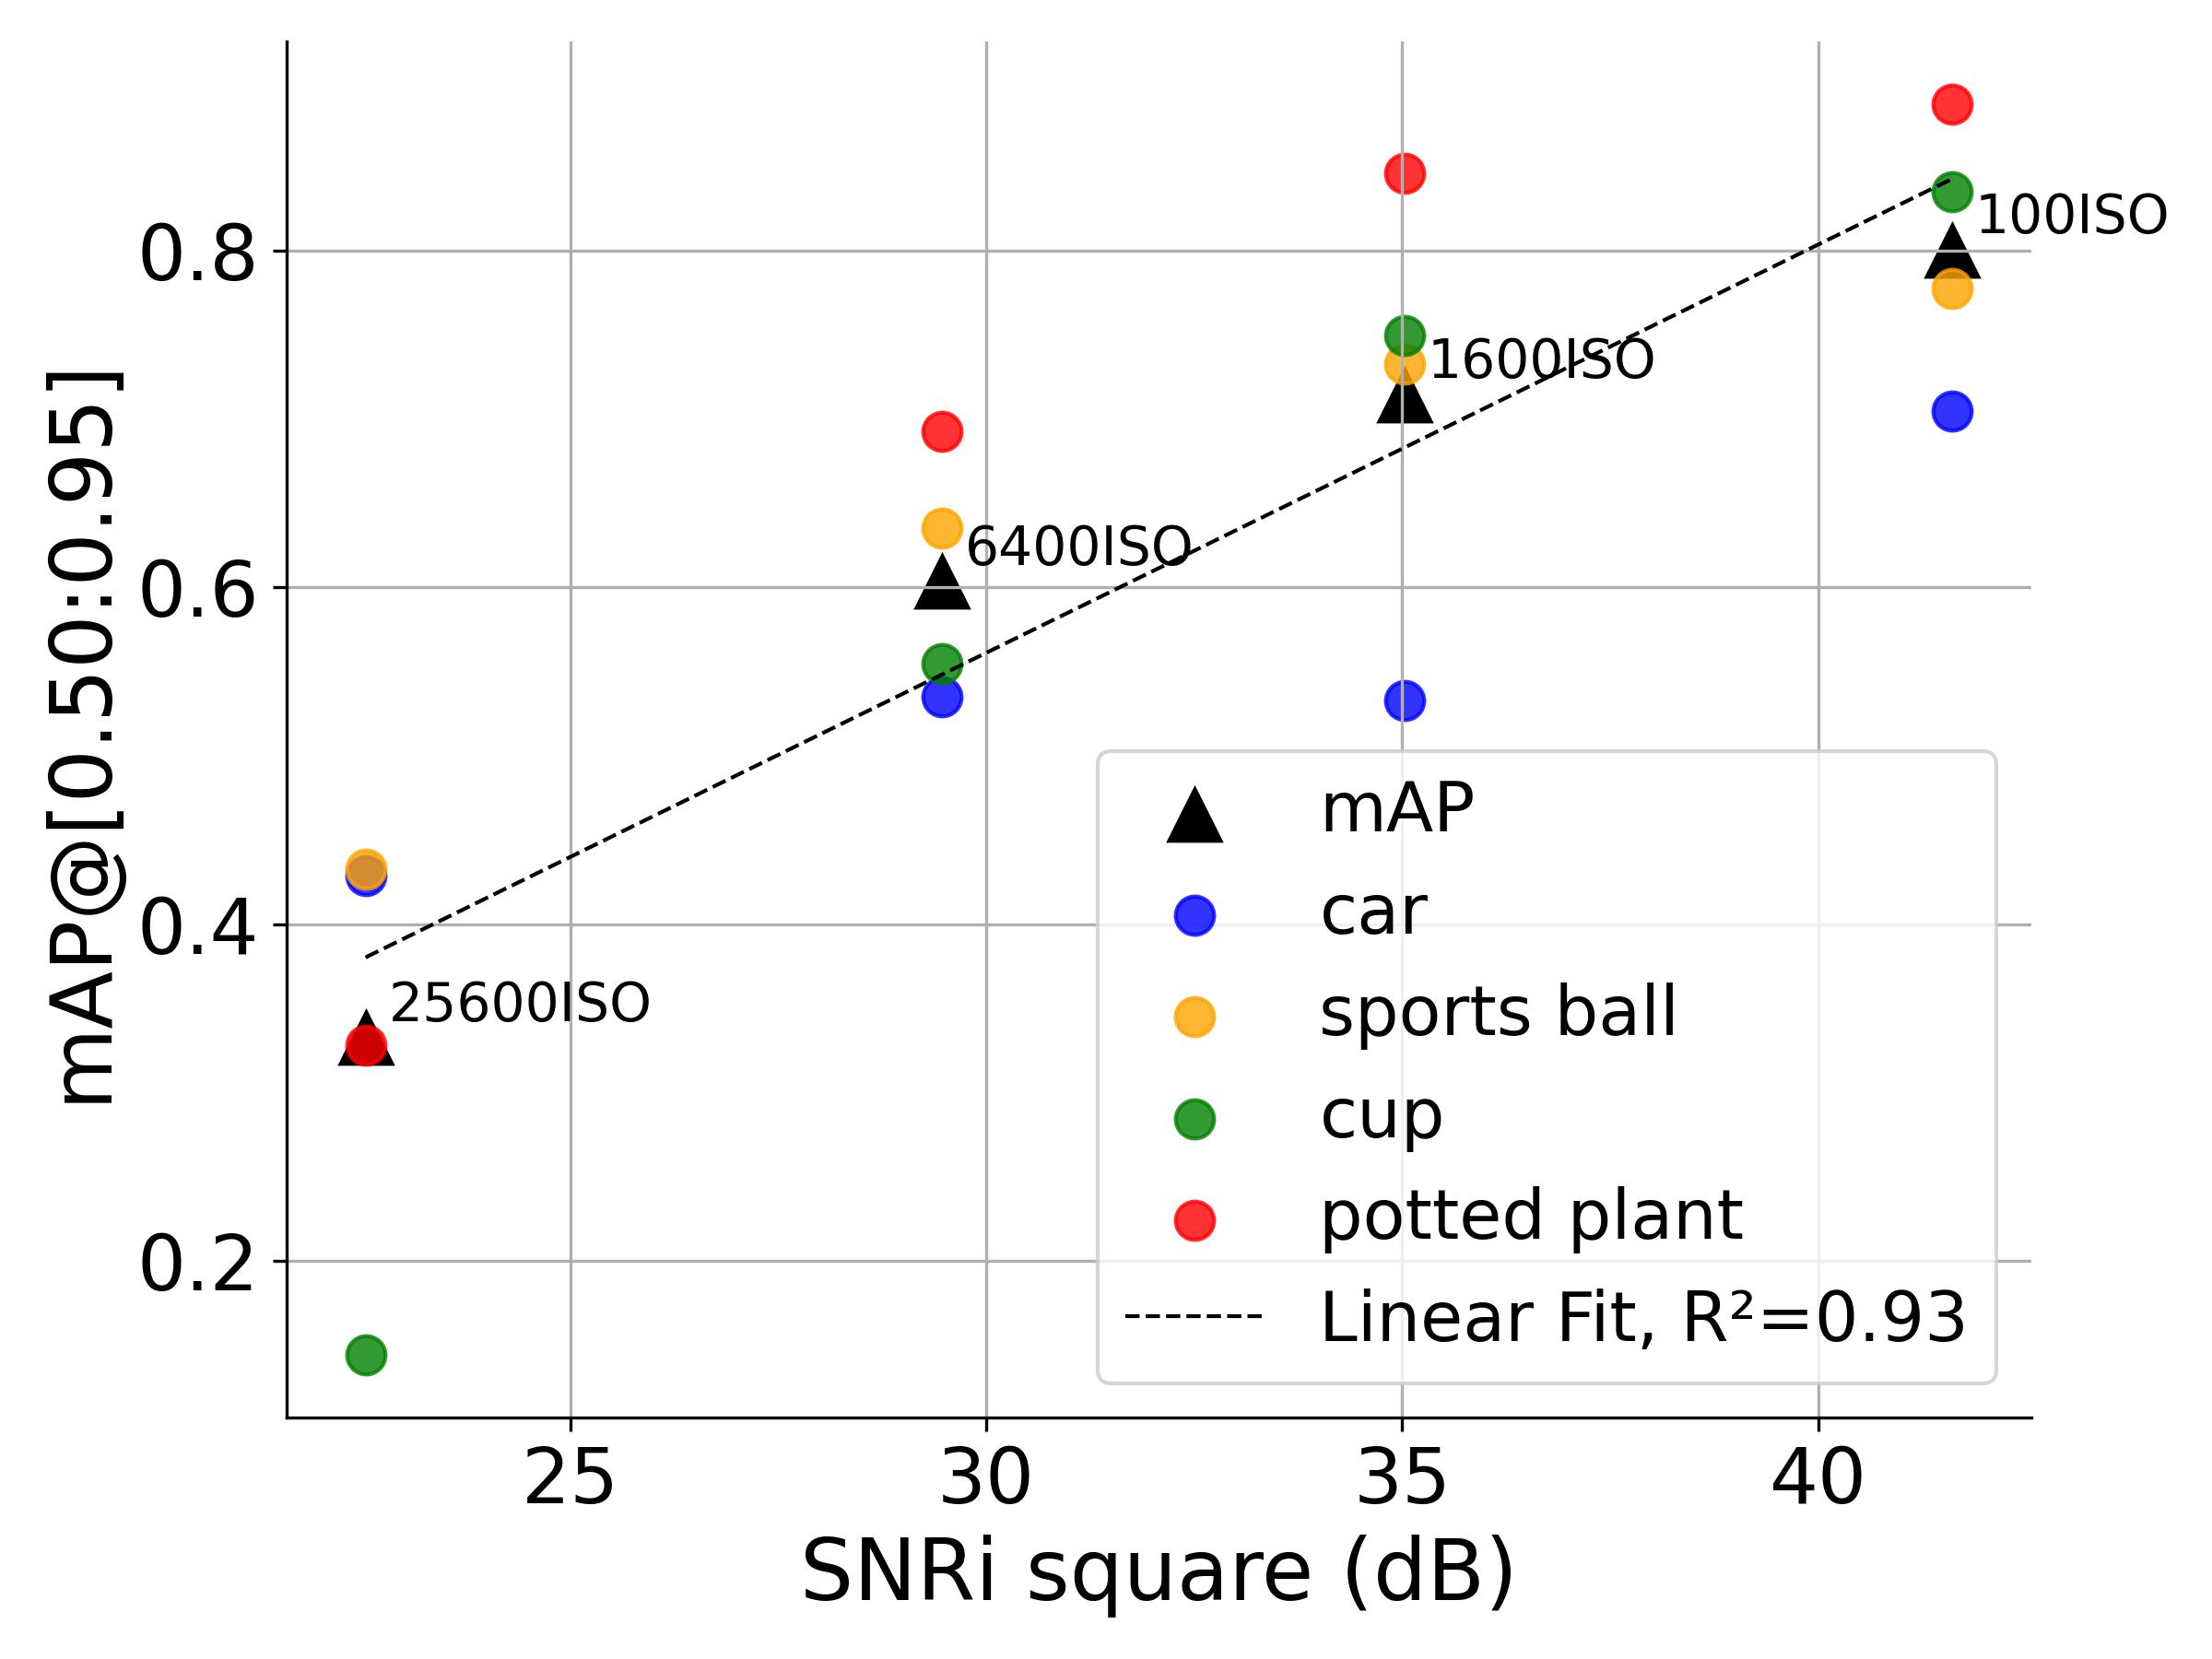 mAP@[0.50:0.95]
0.8
0.6
0.4
0.2
100ISO
1600ISO
6400ISO
25600ISO
mAP
car
sports ball
cup
potted plant
Linear Fit, R²=0.93
25
30
35
40
SNRi square (dB)